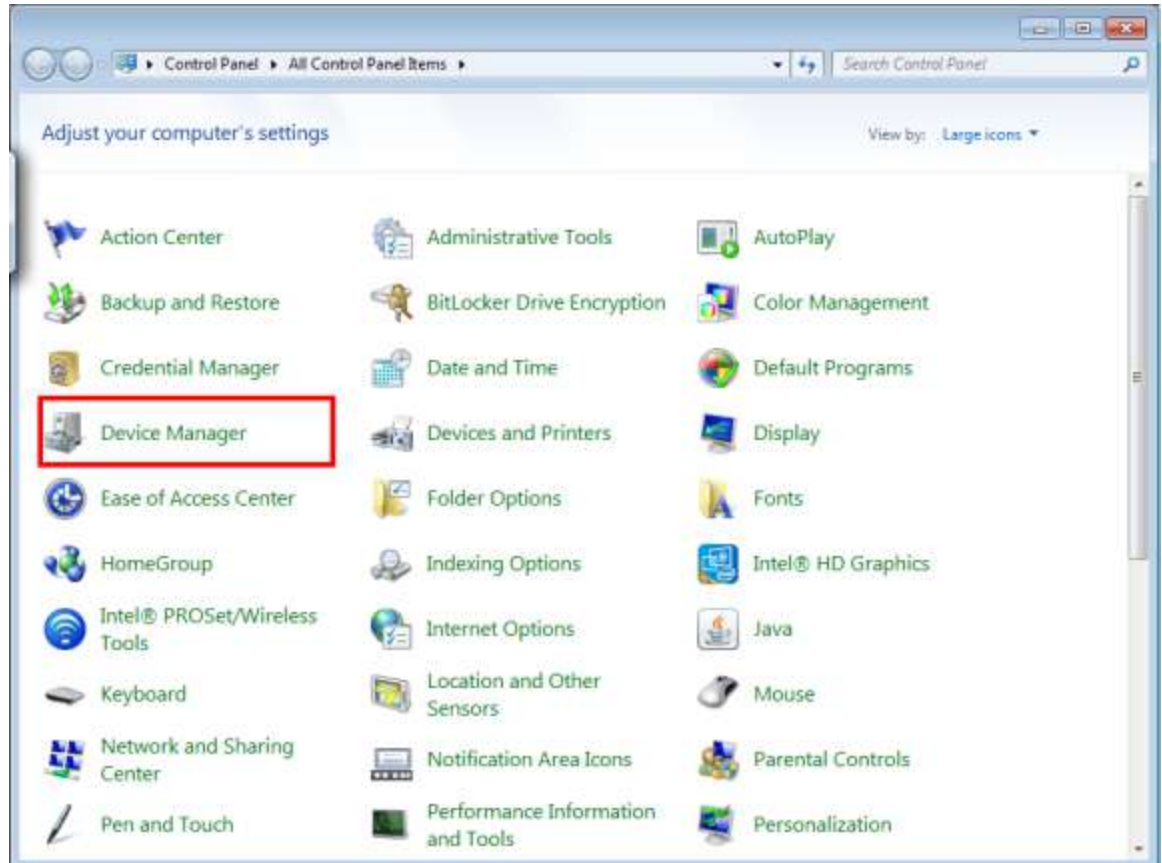 Control Panel ▸ All Control Panel Items ▸
Search Control Panel
Adjust your computer's settings
View by: Large icons
Action Center
Administrative Tools
AutoPlay
Backup and Restore
BitLocker Drive Encryption
Color Management
Credential Manager
Date and Time
Default Programs
Device Manager
Devices and Printers
Display
Ease of Access Center
Folder Options
Fonts
HomeGroup
Indexing Options
Intel® HD Graphics
Intel® PROSet/Wireless
Tools
Internet Options
Java
Keyboard
Location and Other
Sensors
Mouse
Network and Sharing
Center
Notification Area Icons
Parental Controls
Pen and Touch
Performance Information
and Tools
Personalization